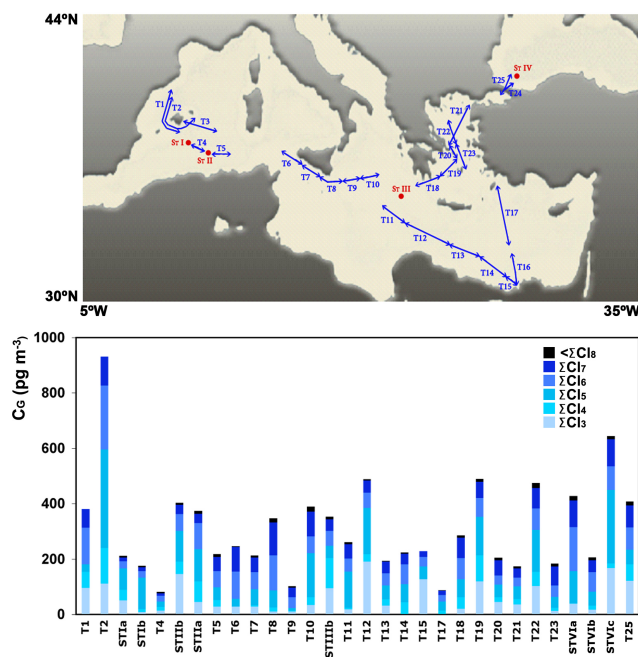 44ºN
T1
T2
T3
St I
T4
St II
T5
T6
T7
T8
T9
T10
St III
T11
T12
T13
T14
T15
T16
T17
T18
T19
T20
T21
T22
T23
T24
T25
St IV
30ºN
5ºW
35ºW
CG (pg m-3)
1000
800
600
400
200
0
<ΣCl8
ΣCl7
ΣCl6
ΣCl5
ΣCl4
ΣCl3
T1
T2
STIa
STIb
T4
STIIb
STIIa
T5
T6
T7
T8
T9
T10
STIIIb
T11
T12
T13
T14
T15
T17
T18
T19
T20
T21
T22
T23
STVIa
STVIb
STVIc
T25